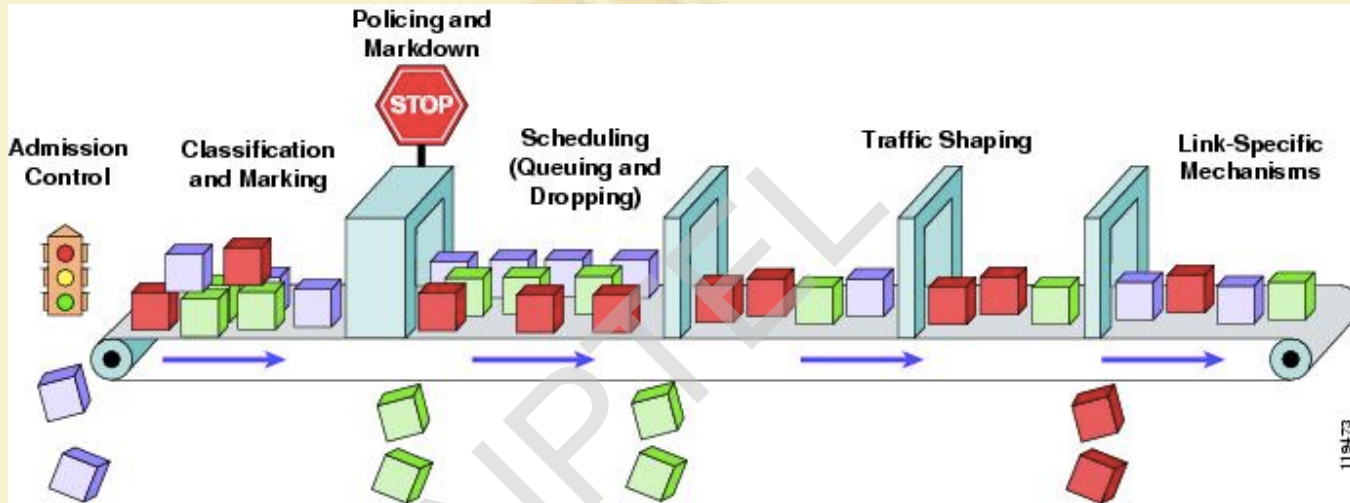 Policing and
Markdown
STOP
Admission
Control
Classification
and Marking
Scheduling
(Queuing and
Dropping)
Traffic Shaping
Link-Specific
Mechanisms
NPTEL
119473